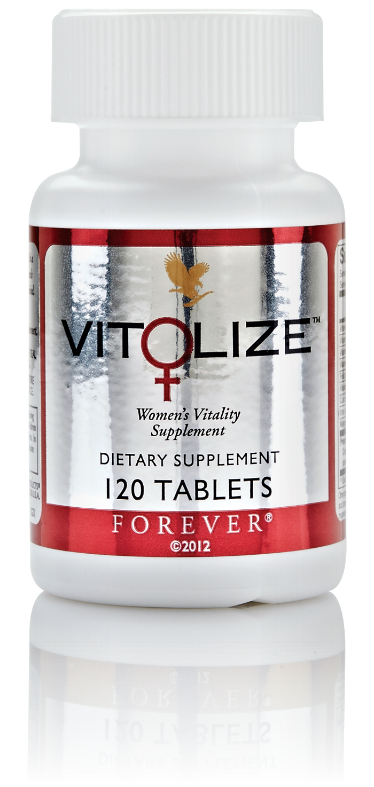 VITOLIZE™
Women's Vitality
Supplement
DIETARY SUPPLEMENT
120 TABLETS
FOREVER®
©2012